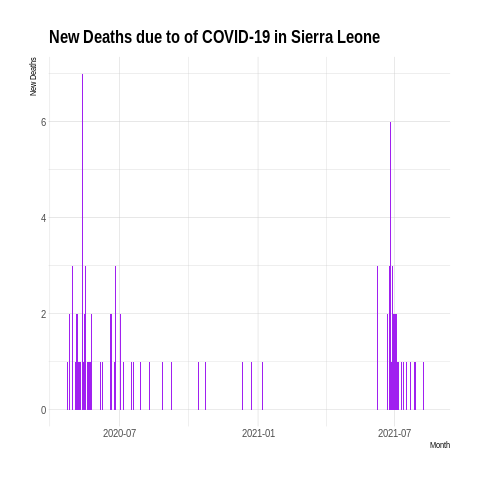 New Deaths due to of COVID-19 in Sierra Leone
New Deaths
6
4
2
0
2020-07
2021-01
2021-07
Month